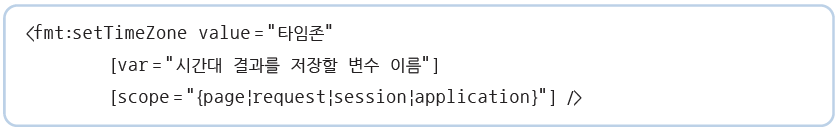 <fmt:setTimeZone value="타임존"
[var="시간대 결과를 저장할 변수 이름"]
[scope="{page¦request¦session¦application}"] />